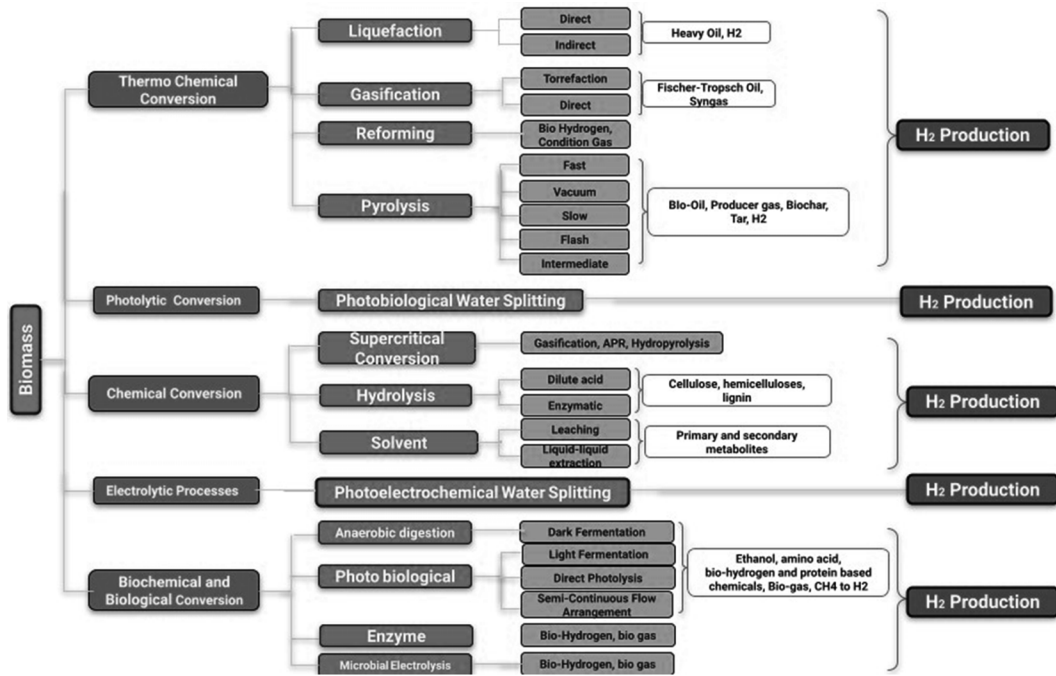 Biomass
Thermo Chemical
Conversion
Liquefaction
Direct
Indirect
Heavy Oil, H2
Gasification
Torrefaction
Direct
Fischer-Tropsch Oil,
Syngas
Reforming
Bio Hydrogen,
Condition Gas
Pyrolysis
Fast
Vacuum
Slow
Flash
Intermediate
BIo-Oil, Producer gas, Biochar,
Tar, H2
H₂ Production
Photolytic Conversion
Photobiological Water Splitting
H₂ Production
Chemical Conversion
Supercritical
Conversion
Gasification, APR, Hydropyrolysis
Hydrolysis
Dilute acid
Enzymatic
Cellulose, hemicelluloses,
lignin
Solvent
Leaching
Liquid-liquid
extraction
Primary and secondary
metabolites
H₂ Production
Electrolytic Processes
Photoelectrochemical Water Splitting
H₂ Production
Biochemical and
Biological Conversion
Anaerobic digestion
Dark Fermentation
Photo biological
Light Fermentation
Direct Photolysis
Semi-Continuous Flow
Arrangement
Ethanol, amino acid,
bio-hydrogen and protein based
chemicals, Bio-gas, CH4 to H2
Enzyme
Bio-Hydrogen, bio gas
Microbial Electrolysis
Bio-Hydrogen, bio gas
H₂ Production